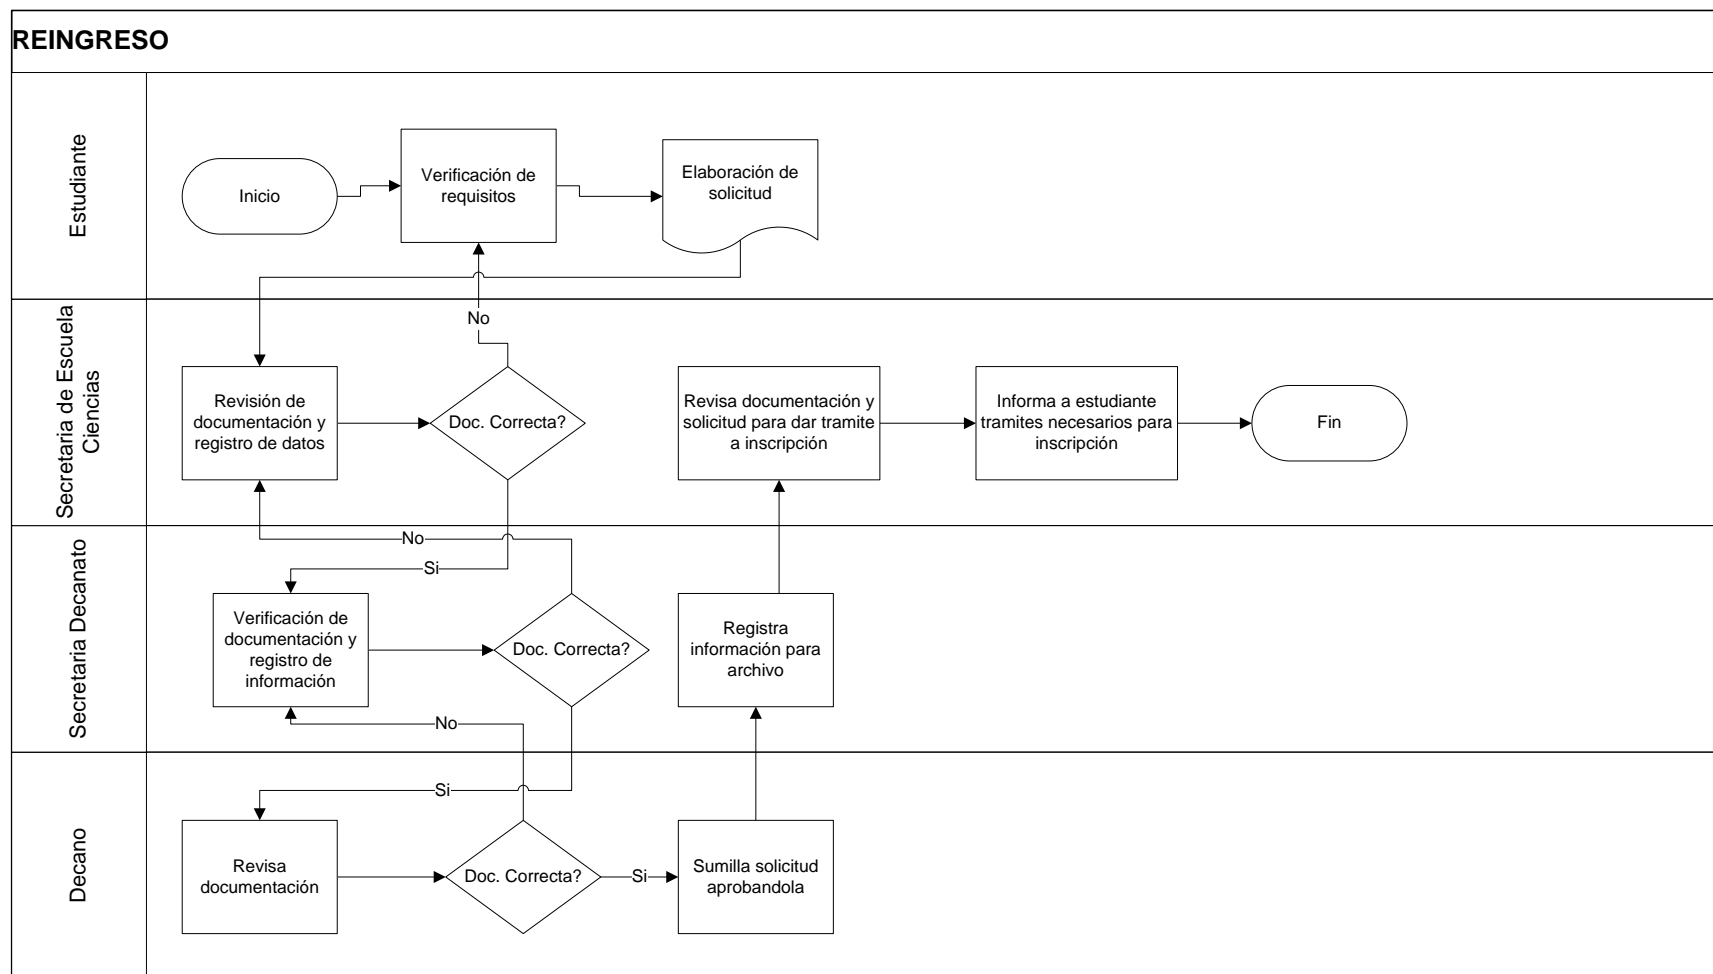 REINGRESO
Estudiante
Inicio
Verificación de
requisitos
Elaboración de
solicitud
Secretaria de Escuela
Ciencias
No
Revisión de
documentación y
registro de datos
Doc. Correcta?
Revisa documentación y
solicitud para dar tramite
a inscripción
Informa a estudiante
tramites necesarios para
inscripción
Fin
Secretaria Decanato
No
Si
Verificación de
documentación y
registro de
información
Doc. Correcta?
Registra
información para
archivo
No
Decano
Si
Revisa
documentación
Doc. Correcta?
Si
Sumilla solicitud
aprobandola